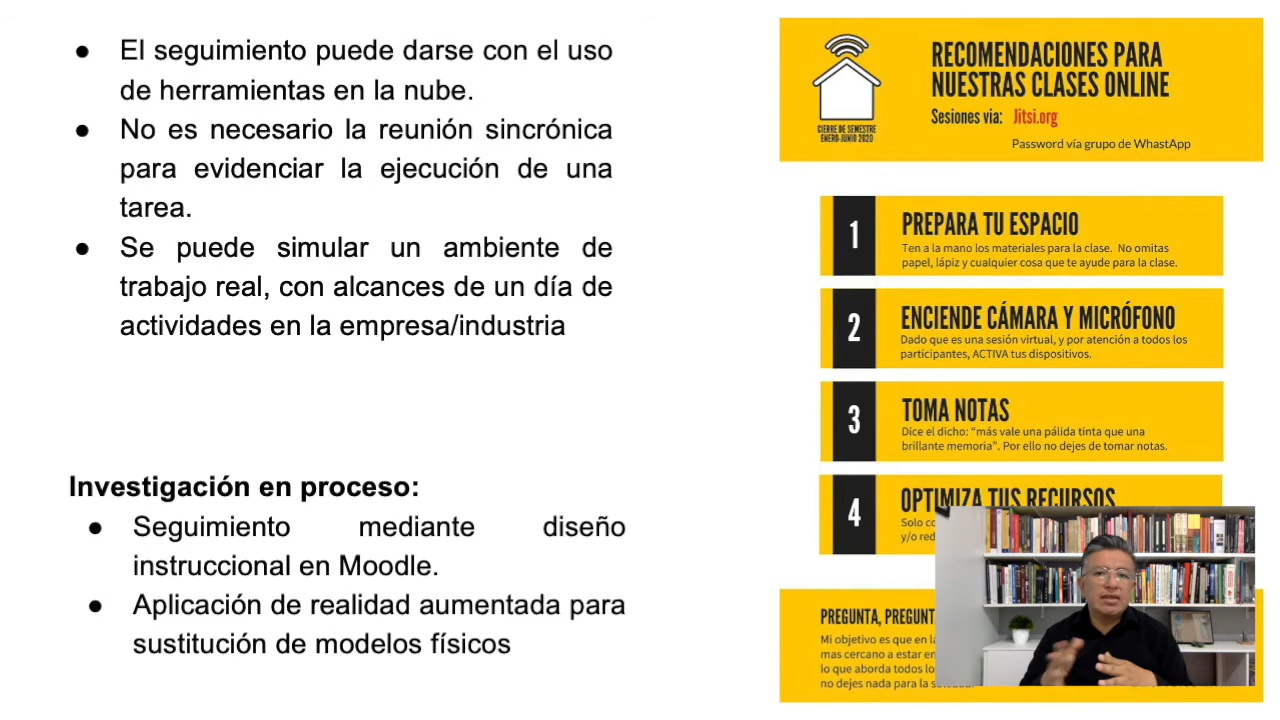 ● El seguimiento puede darse con el uso
de herramientas en la nube.
● No es necesario la reunión sincrónica
para evidenciar la ejecución de una
tarea.
● Se puede simular un ambiente de
trabajo real, con alcances de un día de
actividades en la empresa/industria
Investigación en proceso:
● Seguimiento mediante diseño
instruccional en Moodle.
● Aplicación de realidad aumentada para
sustitución de modelos físicos
CIERRE DE SEMESTRE
ENERO-JUNIO 2020
RECOMENDACIONES PARA
NUESTRAS CLASES ONLINE
Sesiones via: Jitsi.org
Password vía grupo de WhastApp
1
PREPARA TU ESPACIO
Ten a la mano los materiales para la clase. No omitas
papel, lápiz y cualquier cosa que te ayude para la clase.
2
ENCIENDE CÁMARA Y MICRÓFONO
Dado que es una sesión virtual, y por atención a todos los
participantes, ACTIVA tus dispositivos.
3
TOMA NOTAS
Dice el dicho: “más vale una pálida tinta que una
brillante memoria”. Por ello no dejes de tomar notas.
4
OPTIMIZA TUS RECURSOS
Solo
y/o
PREGUNTA,
Mi objetivo es que en
mas cercano a estar
lo que aborda todos
no dejes nada para la